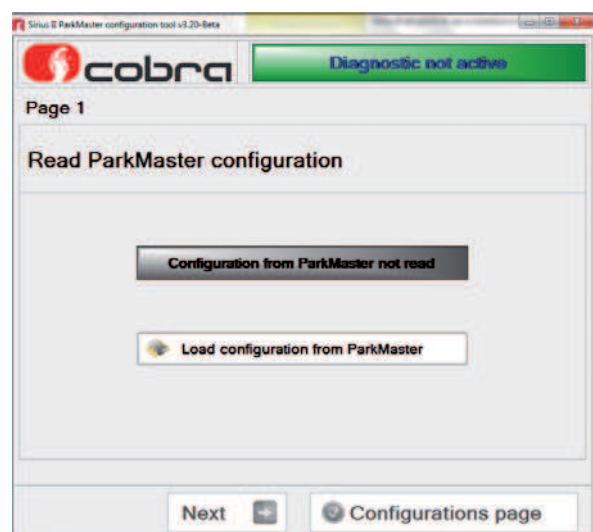 Sirius II ParkMaster configuration tool v3.20-Beta
cobra
Diagnostic not active
Page 1
Read ParkMaster configuration
Configuration from ParkMaster not read
Load configuration from ParkMaster
Next
Configurations page